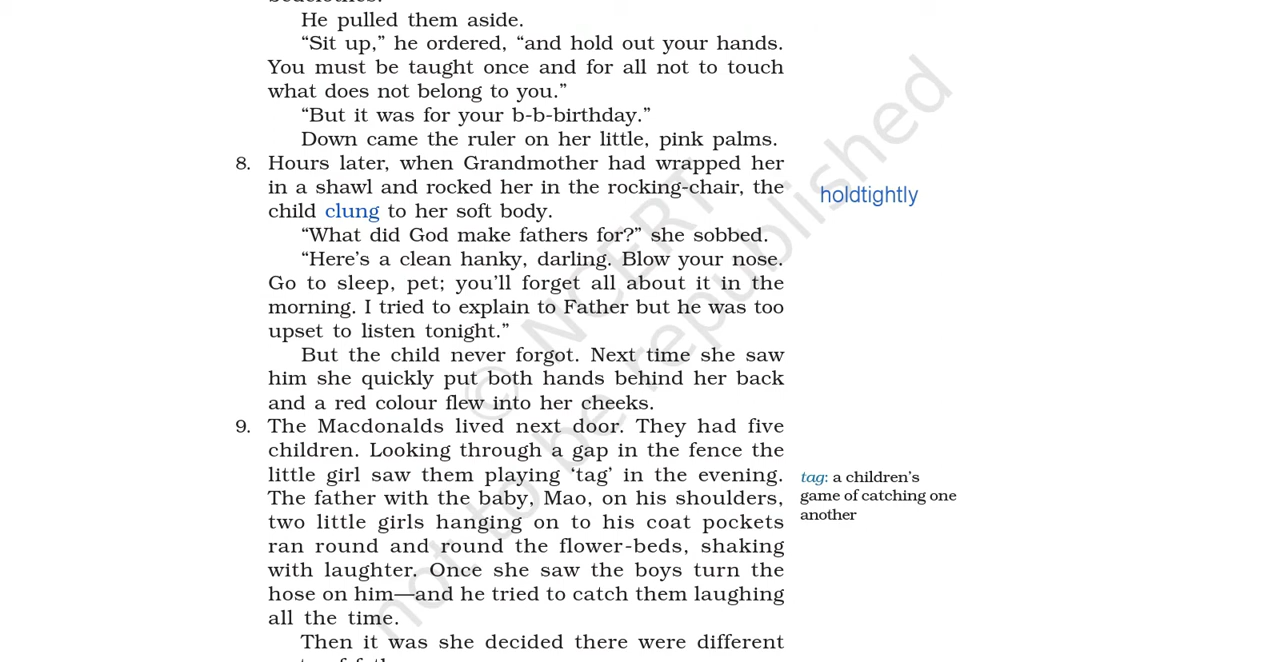 He pulled them aside.
“Sit up,” he ordered, “and hold out your hands.
You must be taught once and for all not to touch
what does not belong to you.”
“But it was for your b-b-birthday.”
Down came the ruler on her little, pink palms.
8. Hours later, when Grandmother had wrapped her
in a shawl and rocked her in the rocking-chair, the
child clung to her soft body.
holdtightly
“What did God make fathers for?” she sobbed.
“Here’s a clean hanky, darling. Blow your nose.
Go to sleep, pet; you’ll forget all about it in the
morning. I tried to explain to Father but he was too
upset to listen tonight.”
But the child never forgot. Next time she saw
him she quickly put both hands behind her back
and a red colour flew into her cheeks.
9. The Macdonalds lived next door. They had five
children. Looking through a gap in the fence the
little girl saw them playing ‘tag’ in the evening.
The father with the baby, Mao, on his shoulders,
two little girls hanging on to his coat pockets
ran round and round the flower-beds, shaking
with laughter. Once she saw the boys turn the
hose on him—and he tried to catch them laughing
all the time.
tag: a children’s
game of catching one
another
Then it was she decided there were different
© NCERT
not to be republished